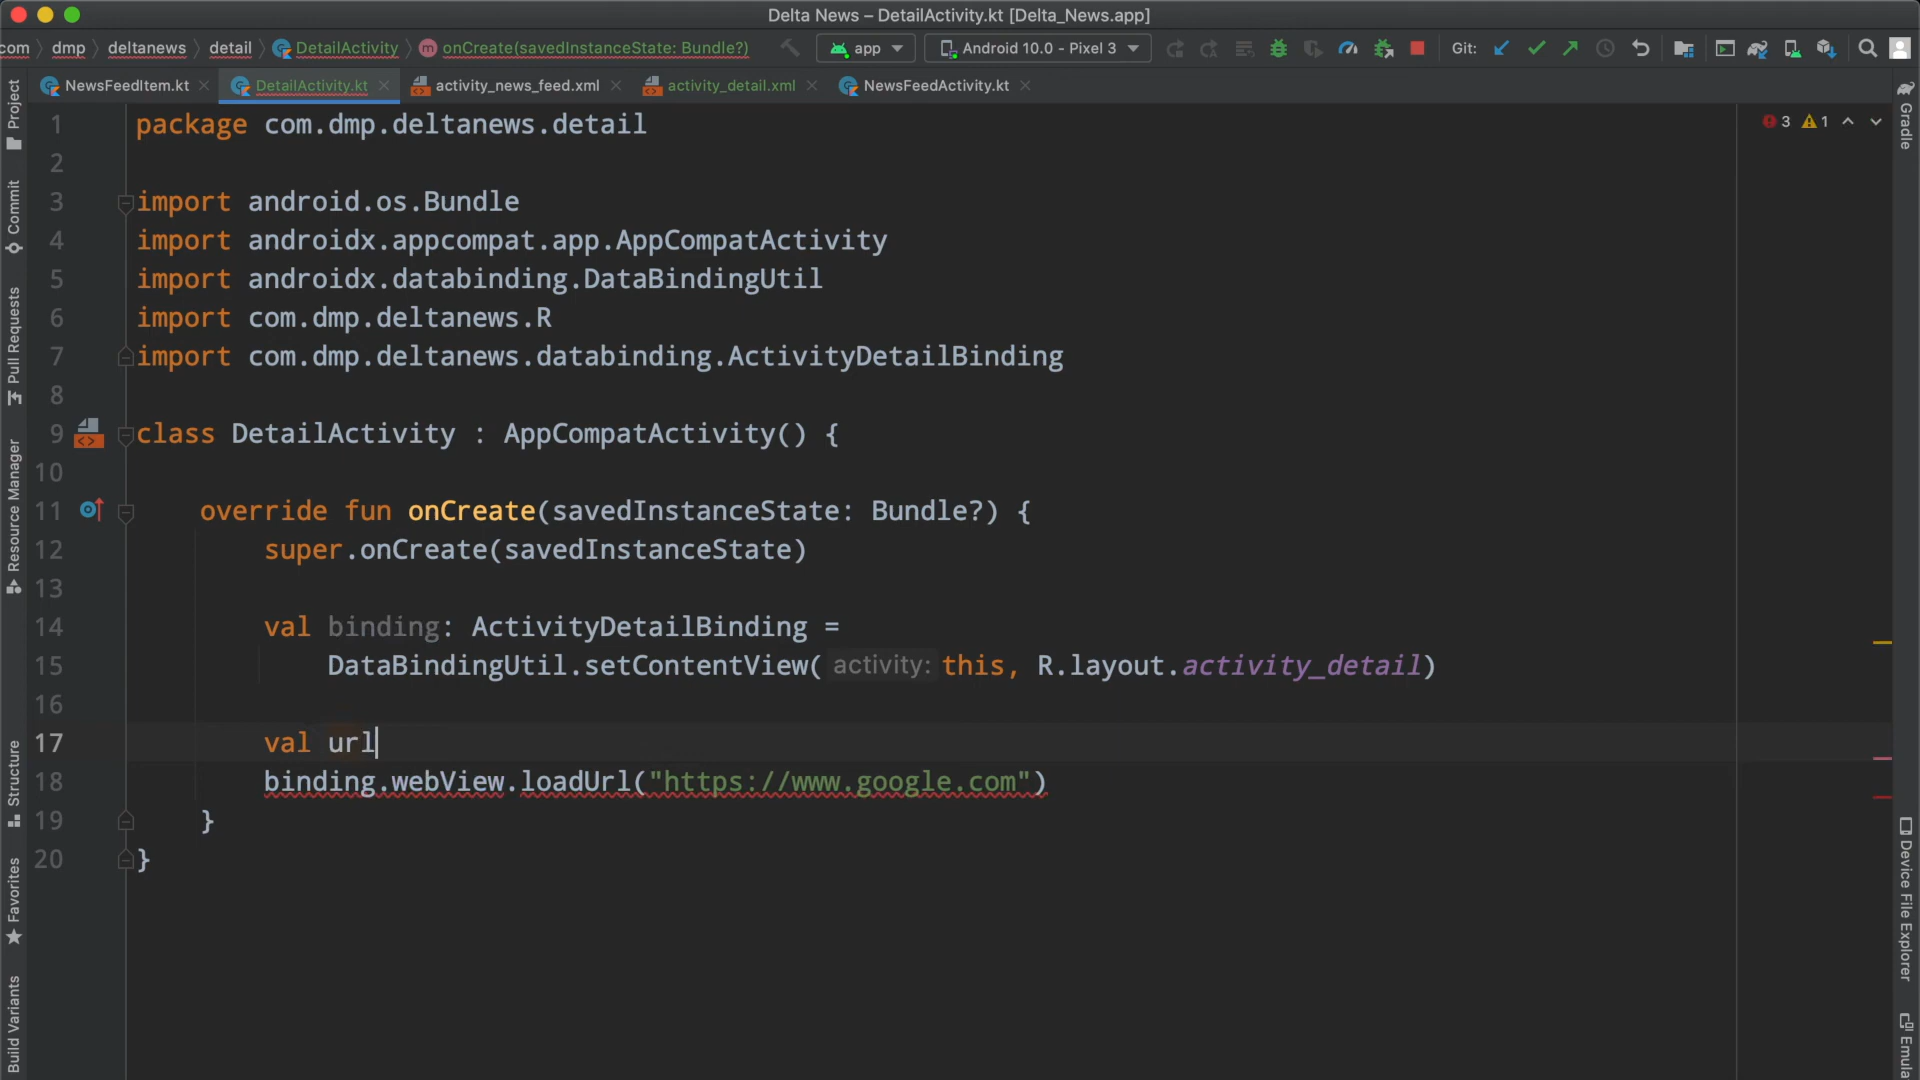 Delta News – DetailActivity.kt [Delta_News.app]
com dmp deltanews detail DetailActivity onCreate(savedInstanceState: Bundle?) app Android 10.0 - Pixel 3 Git:
NewsFeedItem.kt DetailActivity.kt activity_news_feed.xml activity_detail.xml NewsFeedActivity.kt
Project
Commit
Pull Requests
Resource Manager
Structure
Favorites
Build Variants
3 1
1 package com.dmp.deltanews.detail
2
3 import android.os.Bundle
4 import androidx.appcompat.app.AppCompatActivity
5 import androidx.databinding.DataBindingUtil
6 import com.dmp.deltanews.R
7 import com.dmp.deltanews.databinding.ActivityDetailBinding
8
9 class DetailActivity : AppCompatActivity() {
10
11 override fun onCreate(savedInstanceState: Bundle?) {
12 super.onCreate(savedInstanceState)
13
14 val binding: ActivityDetailBinding =
15 DataBindingUtil.setContentView( activity: this, R.layout.activity_detail)
16
17 val url
18 binding.webView.loadUrl("https://www.google.com")
19 }
20 }
Gradle
Device File Explorer
Emula